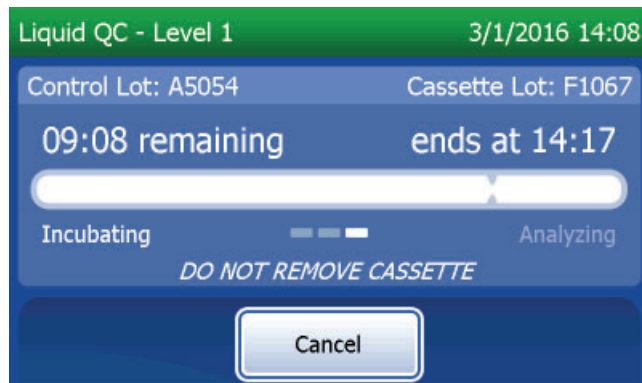 Liquid QC - Level 1 3/1/2016 14:08
Control Lot: A5054 Cassette Lot: F1067
09:08 remaining ends at 14:17
Incubating Analyzing
DO NOT REMOVE CASSETTE
Cancel